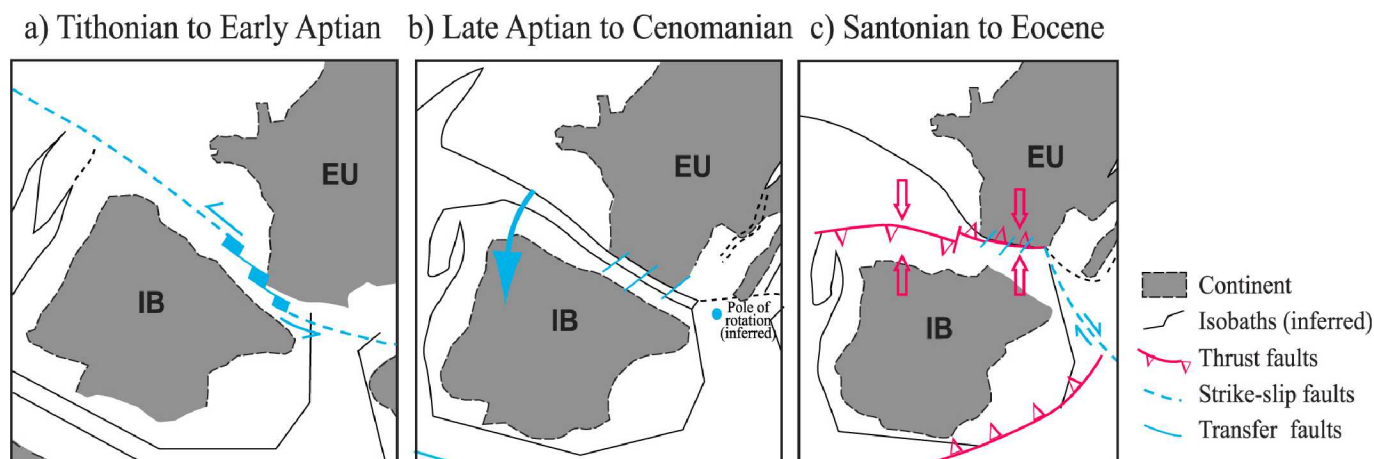 a) Tithonian to Early Aptian
b) Late Aptian to Cenomanian
c) Santonian to Eocene
EU
IB
EU
IB
Pole of
rotation
(inferred)
EU
IB
Continent
Isobaths (inferred)
Thrust faults
Strike-slip faults
Transfer faults